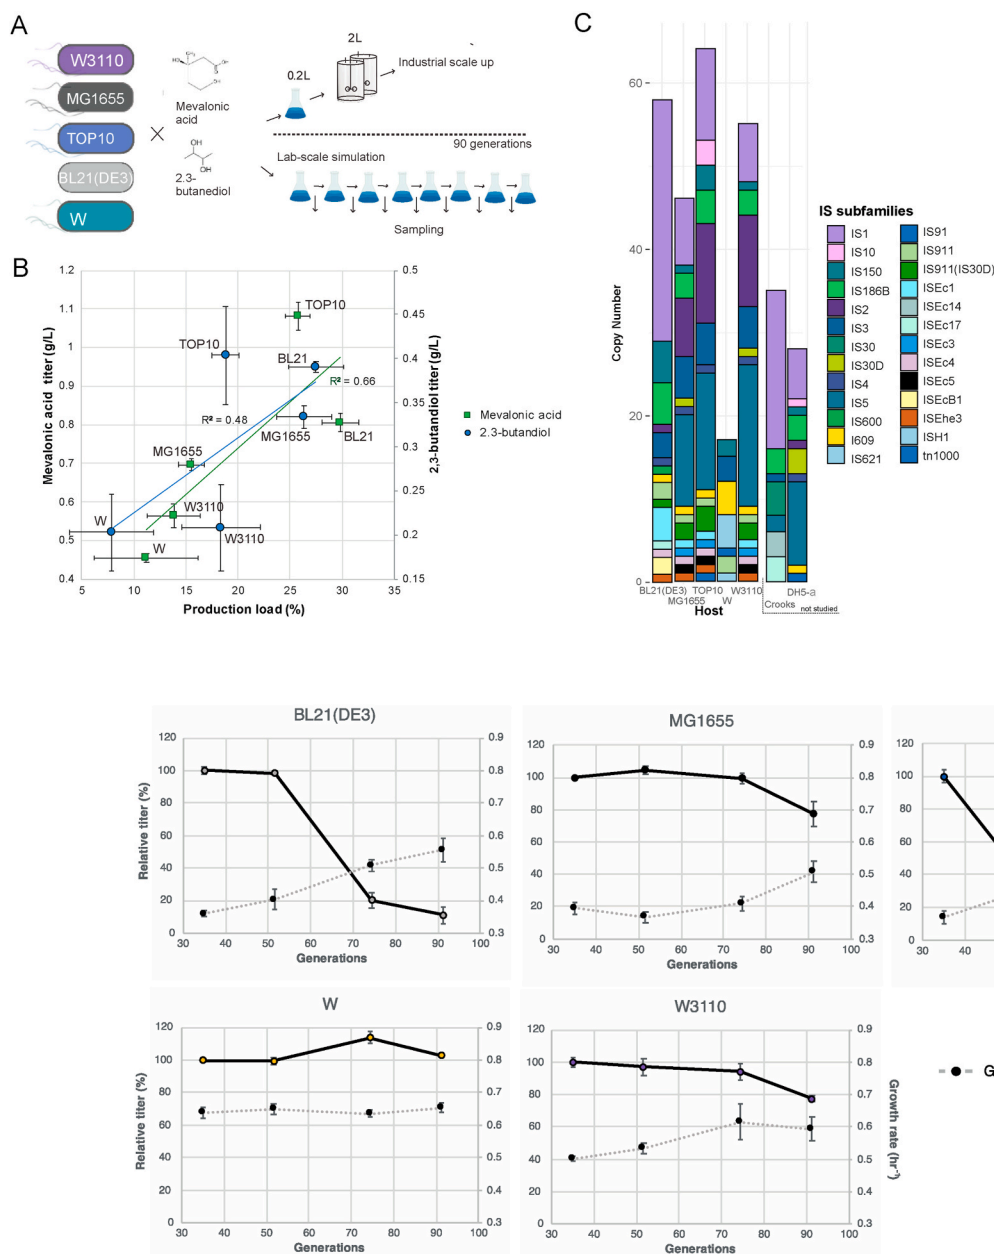 A
W3110
MG1655
TOP10
BL21(DE3)
W
CH₃
HO
OH
O
OH
Mevalonic
acid
OH
OH
2.3-
butanediol
0.2L
2L
Industrial scale up
90 generations
Lab-scale simulation
Sampling
B
1.2
1.1
1
0.9
0.8
0.7
0.6
0.5
0.4
Mevalonic acid titer(g/L)
0.5
0.45
0.4
0.35
0.3
0.25
0.2
0.15
2,3-butandiol titer(g/L)
TOP10
TOP10
BL21
R² = 0.66
R² = 0.48
MG1655
BL21
MG1655
W3110
W
W3110
W
5
10
15
20
25
30
35
Production load (%)
Mevalonic acid
2.3-butandiol
C
60
40
20
0
Copy Number
BL21(DE3)
MG1655
TOP10
W
W3110
Crooks
DH5-a
not studied
Host
IS subfamilies
IS1
IS10
IS150
IS186B
IS2
IS3
IS30
IS30D
IS4
IS5
IS600
I609
IS621
IS91
IS911
IS911(IS30D)
ISEc1
ISEc14
ISEc17
ISEc3
ISEc4
ISEc5
ISEcB1
ISEhe3
ISH1
tn1000
BL21(DE3)
120
100
80
60
40
20
0
Relative titer (%)
0.9
0.8
0.7
0.6
0.5
0.4
0.3
30 40 50 60 70 80 90 100
Generations
MG1655
120
100
80
60
40
20
0
0.9
0.8
0.7
0.6
0.5
0.4
0.3
30 40 50 60 70 80 90 100
Generations
120
100
80
60
40
20
0
30 40
W
120
100
80
60
40
20
0
Relative titer (%)
0.9
0.8
0.7
0.6
0.5
0.4
0.3
30 40 50 60 70 80 90 100
Generations
W3110
120
100
80
60
40
20
0
0.9
0.8
0.7
0.6
0.5
0.4
0.3
Growth rate (hr⁻¹)
30 40 50 60 70 80 90 100
Generations
G